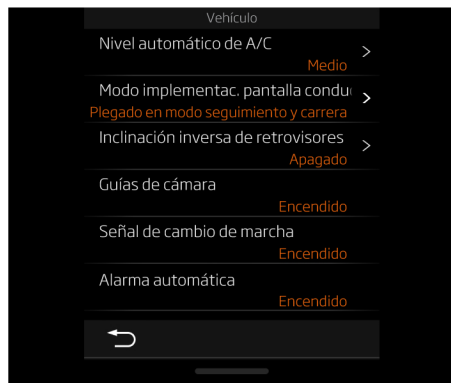 Vehículo
Nivel automático de A/C
Medio
Modo implementac. pantalla condu
Plegado en modo seguimiento y carrera
Inclinación inversa de retrovisores
Apagado
Guías de cámara
Encendido
Señal de cambio de marcha
Encendido
Alarma automática
Encendido